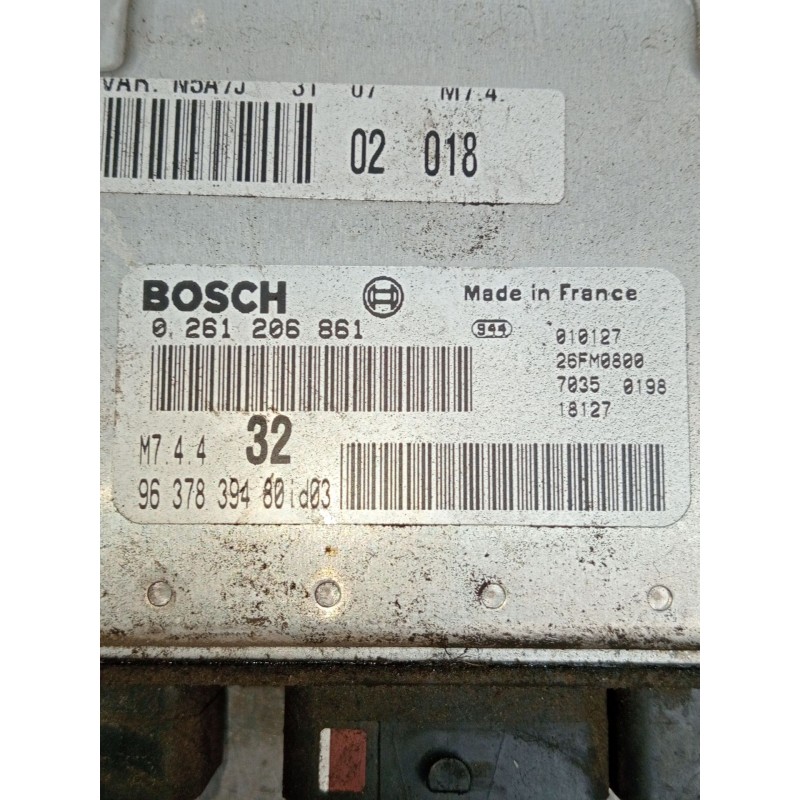 VAR. N5A7J 31 07 M7.4.
02 018
BOSCH Made in France
0 261 206 861 944 010127
26FM0800
7035 0198
18127
M7.4.4 32
96 378 394 80 id03